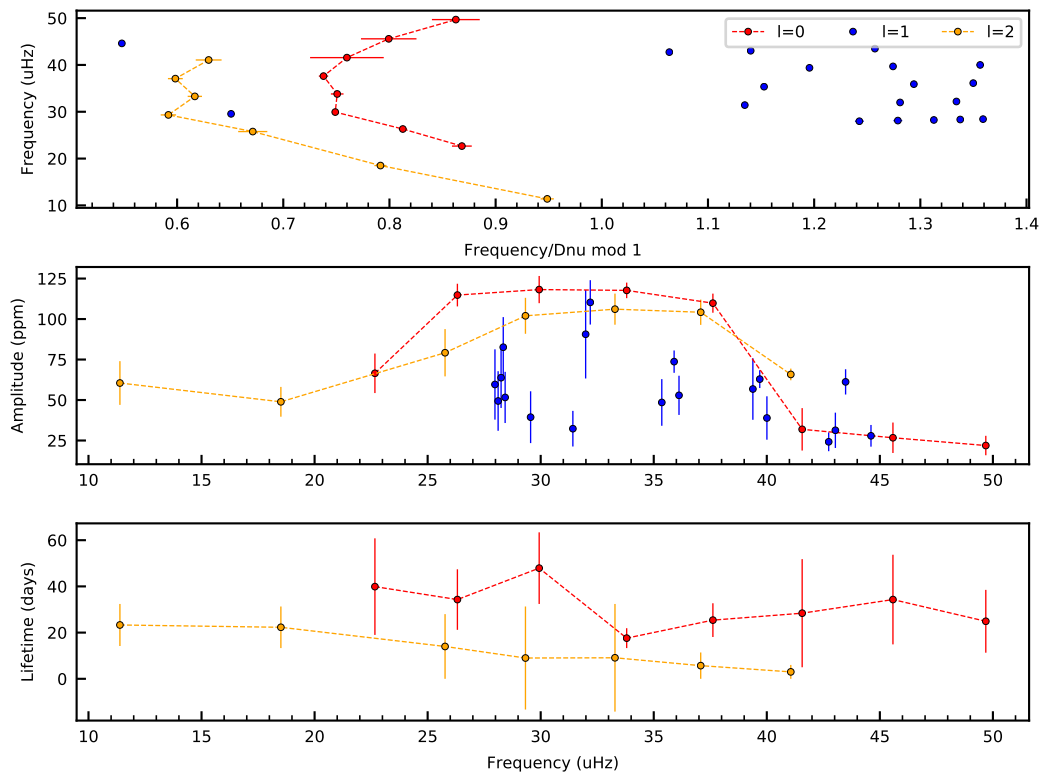 50
40
30
20
10
Frequency (uHz)
l=0 l=1 l=2
0.6 0.7 0.8 0.9 1.0 1.1 1.2 1.3 1.4
Frequency/Dnu mod 1
125
100
75
50
25
Amplitude (ppm)
10 15 20 25 30 35 40 45 50
60
40
20
0
Lifetime (days)
10 15 20 25 30 35 40 45 50
Frequency (uHz)